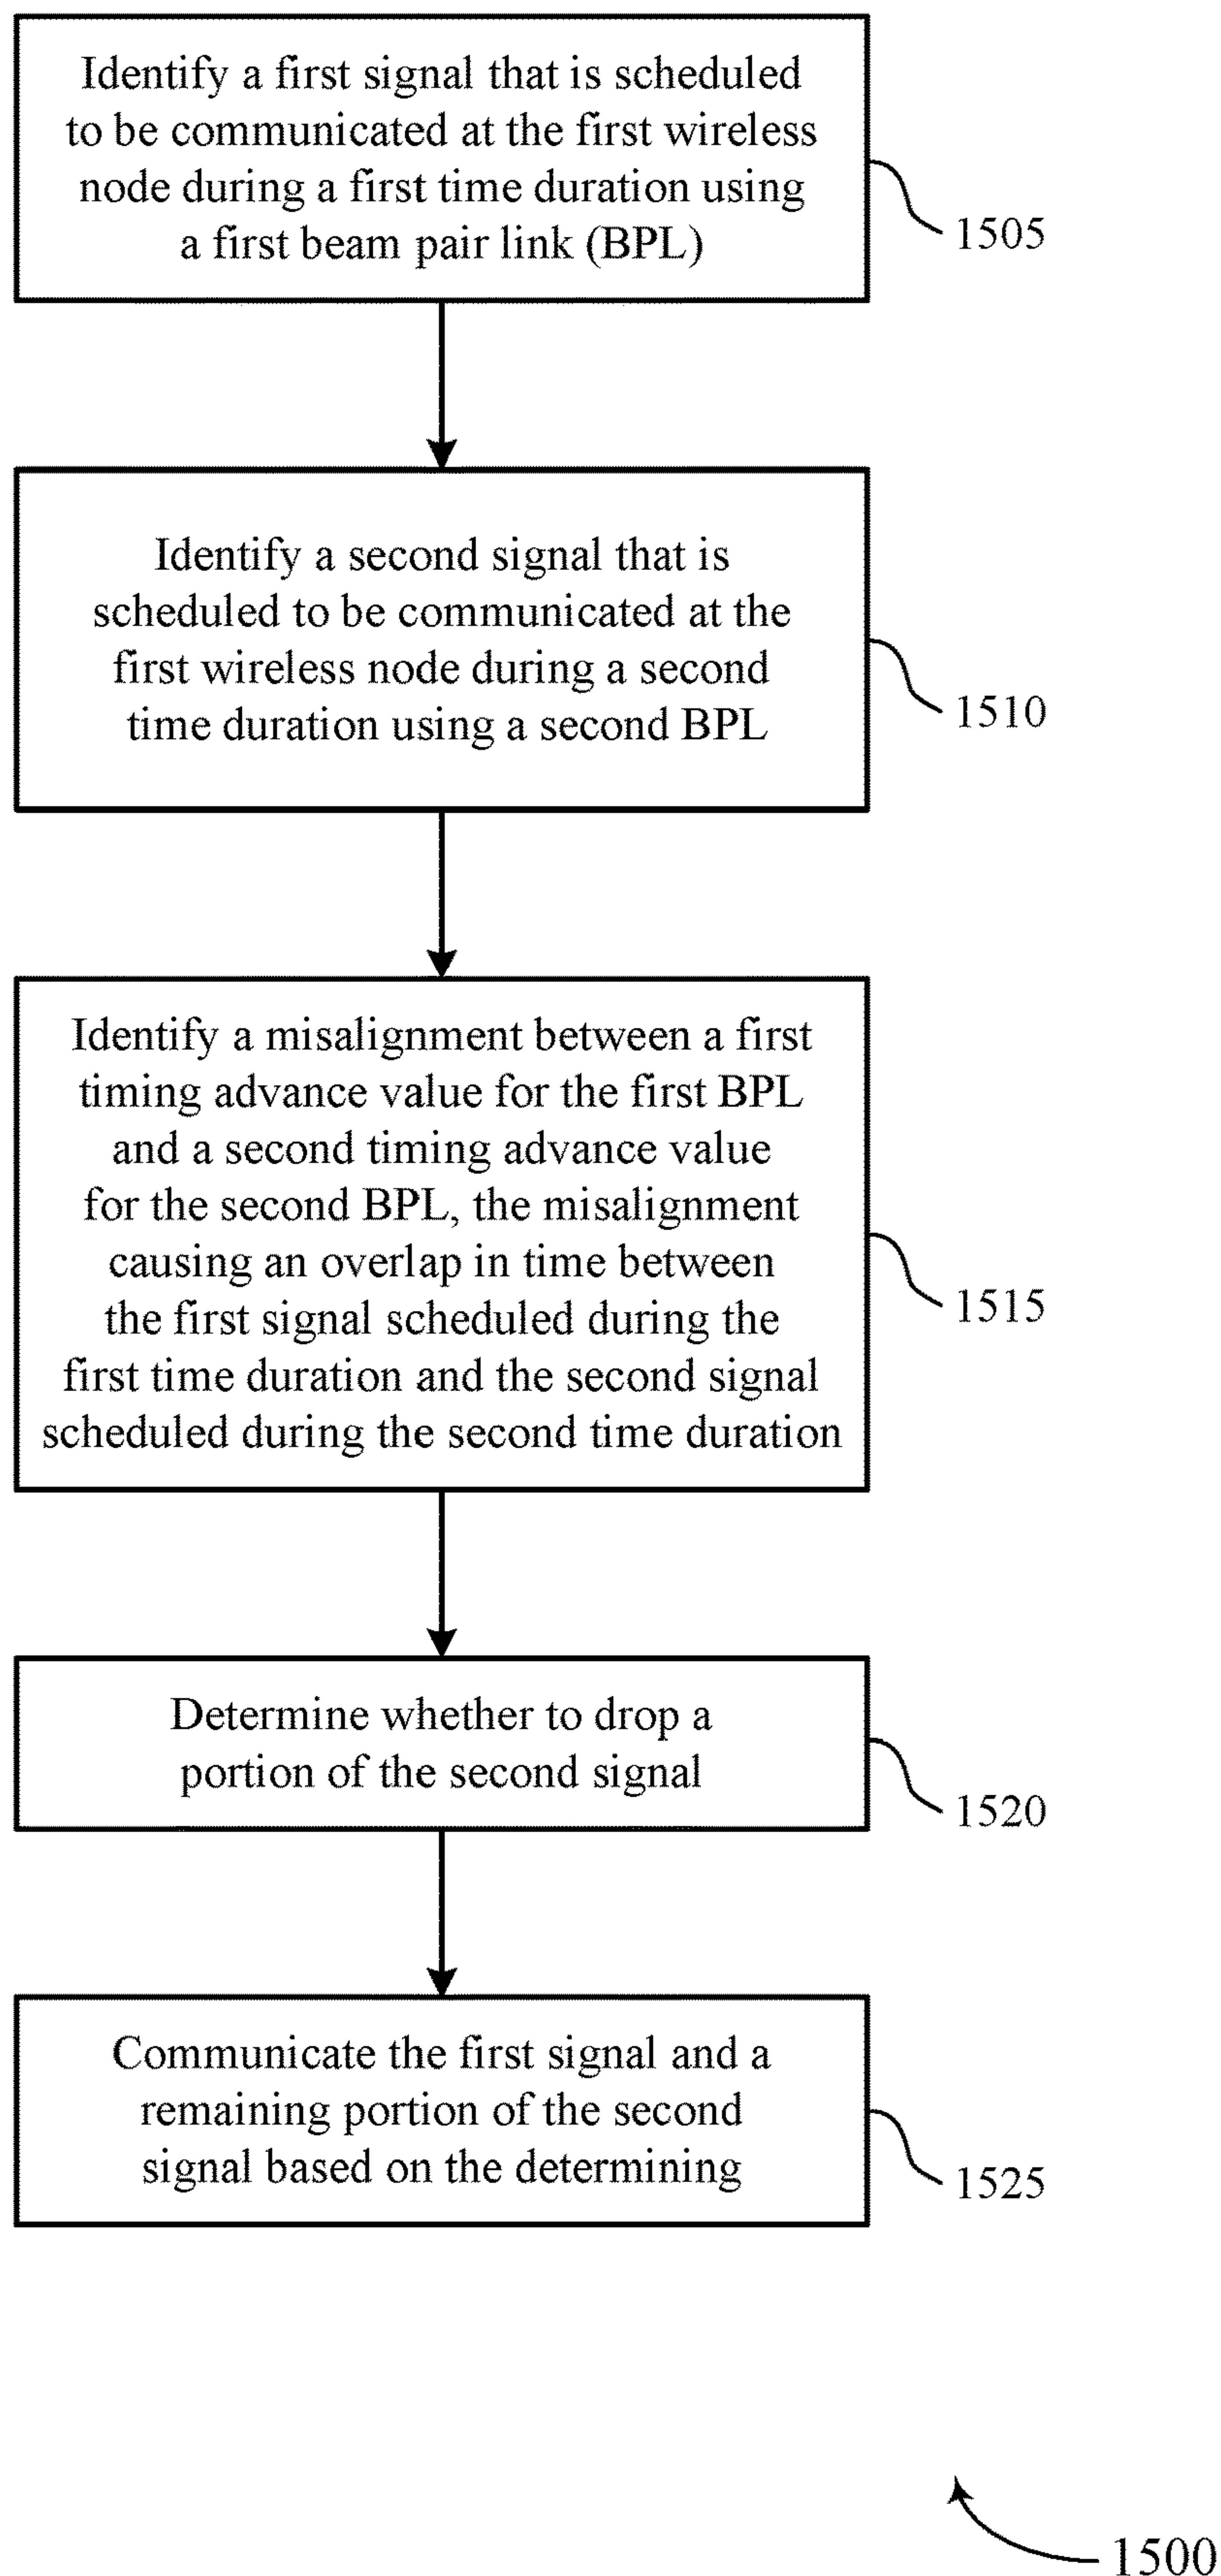 Identify a first signal that is scheduled
to be communicated at the first wireless
node during a first time duration using
a first beam pair link (BPL)
1505
Identify a second signal that is
scheduled to be communicated at the
first wireless node during a second
time duration using a second BPL
1510
Identify a misalignment between a first
timing advance value for the first BPL
and a second timing advance value
for the second BPL, the misalignment
causing an overlap in time between
the first signal scheduled during the
first time duration and the second signal
scheduled during the second time duration
1515
Determine whether to drop a
portion of the second signal
1520
Communicate the first signal and a
remaining portion of the second
signal based on the determining
1525
1500